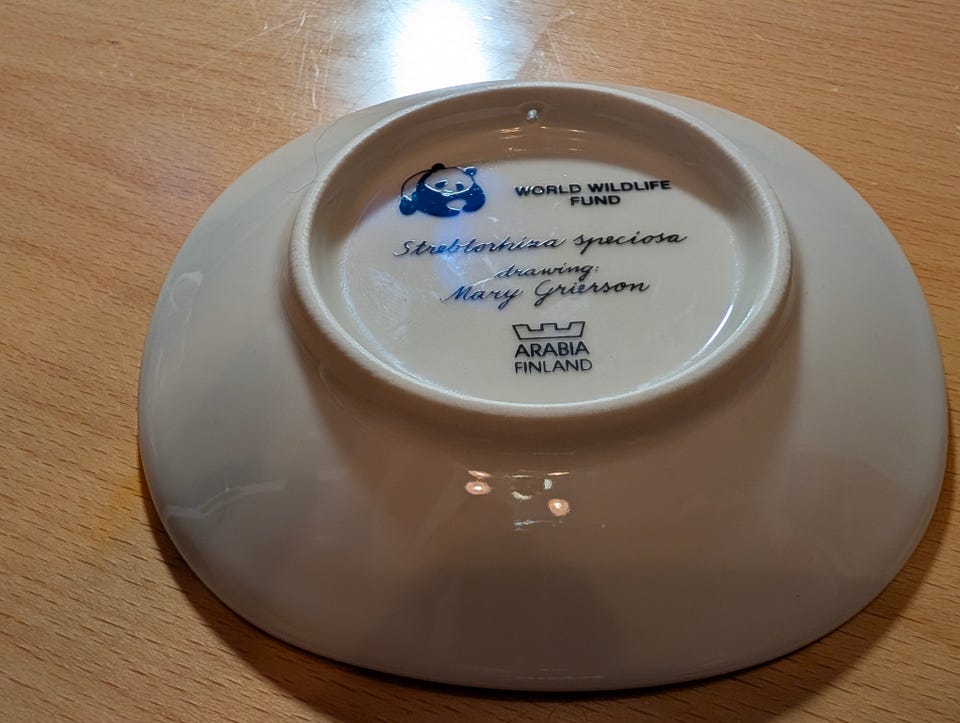 WORLD WILDLIFE
FUND
Streblorhiza speciosa
drawing:
Mary Grierson
ARABIA
FINLAND